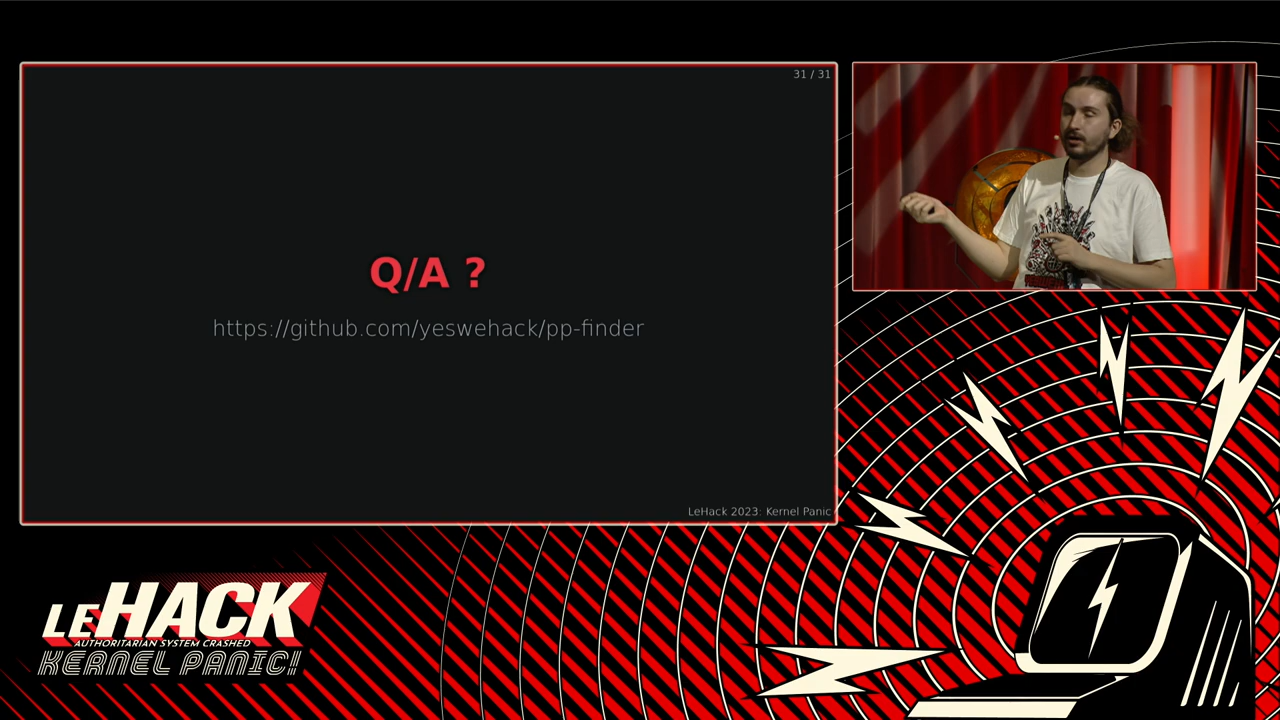 31 / 31
Q/A ?
https://github.com/yeswehack/pp-finder
LeHack 2023: Kernel Panic
LEHACK
AUTHORITARIAN SYSTEM CRASHED
KERNEL PANIC!